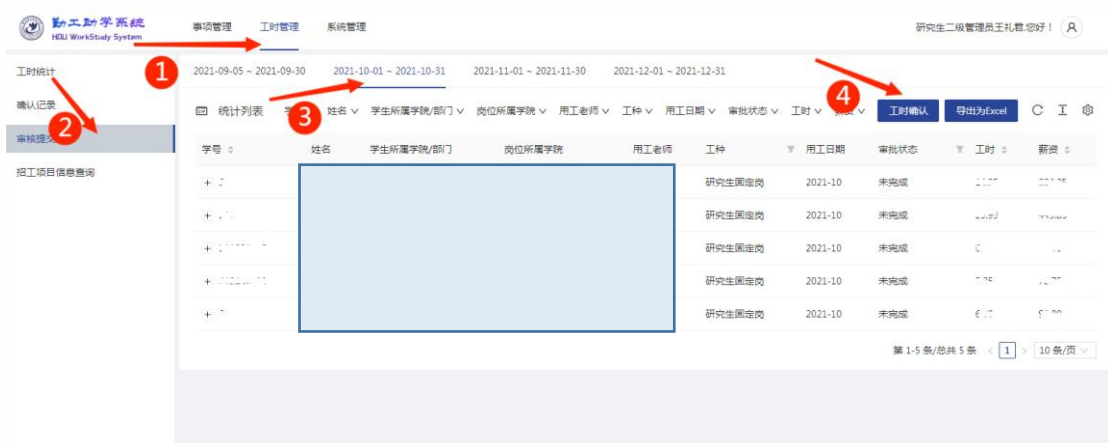 勤工助学系统
HDU WorkStudy System
事项管理 工时管理 系统管理
研究生二级管理员王礼君,您好！
1
工时统计
确认记录
审核提交
招工项目信息查询
2
2021-09-05 ~ 2021-09-30 2021-10-01 ~ 2021-10-31 2021-11-01 ~ 2021-11-30 2021-12-01 ~ 2021-12-31
3
4
统计列表 姓名 学生所属学院/部门 岗位所属学院 用工老师 工种 用工日期 审批状态 工时 工时确认 导出为Excel
学号 姓名 学生所属学院/部门 岗位所属学院 用工老师 工种 用工日期 审批状态 工时 薪资
+ 研究生固定岗 2021-10 未完成
+ 研究生固定岗 2021-10 未完成
+ 研究生固定岗 2021-10 未完成
+ 研究生固定岗 2021-10 未完成
+ 研究生固定岗 2021-10 未完成
第 1-5 条/总共 5 条 < 1 > 10 条/页